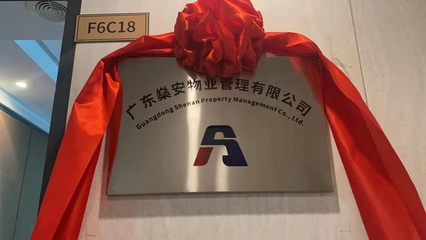 F6C18
广东燊安物业管理有限公司
Guangdong Shenan Property Management Co., Ltd.